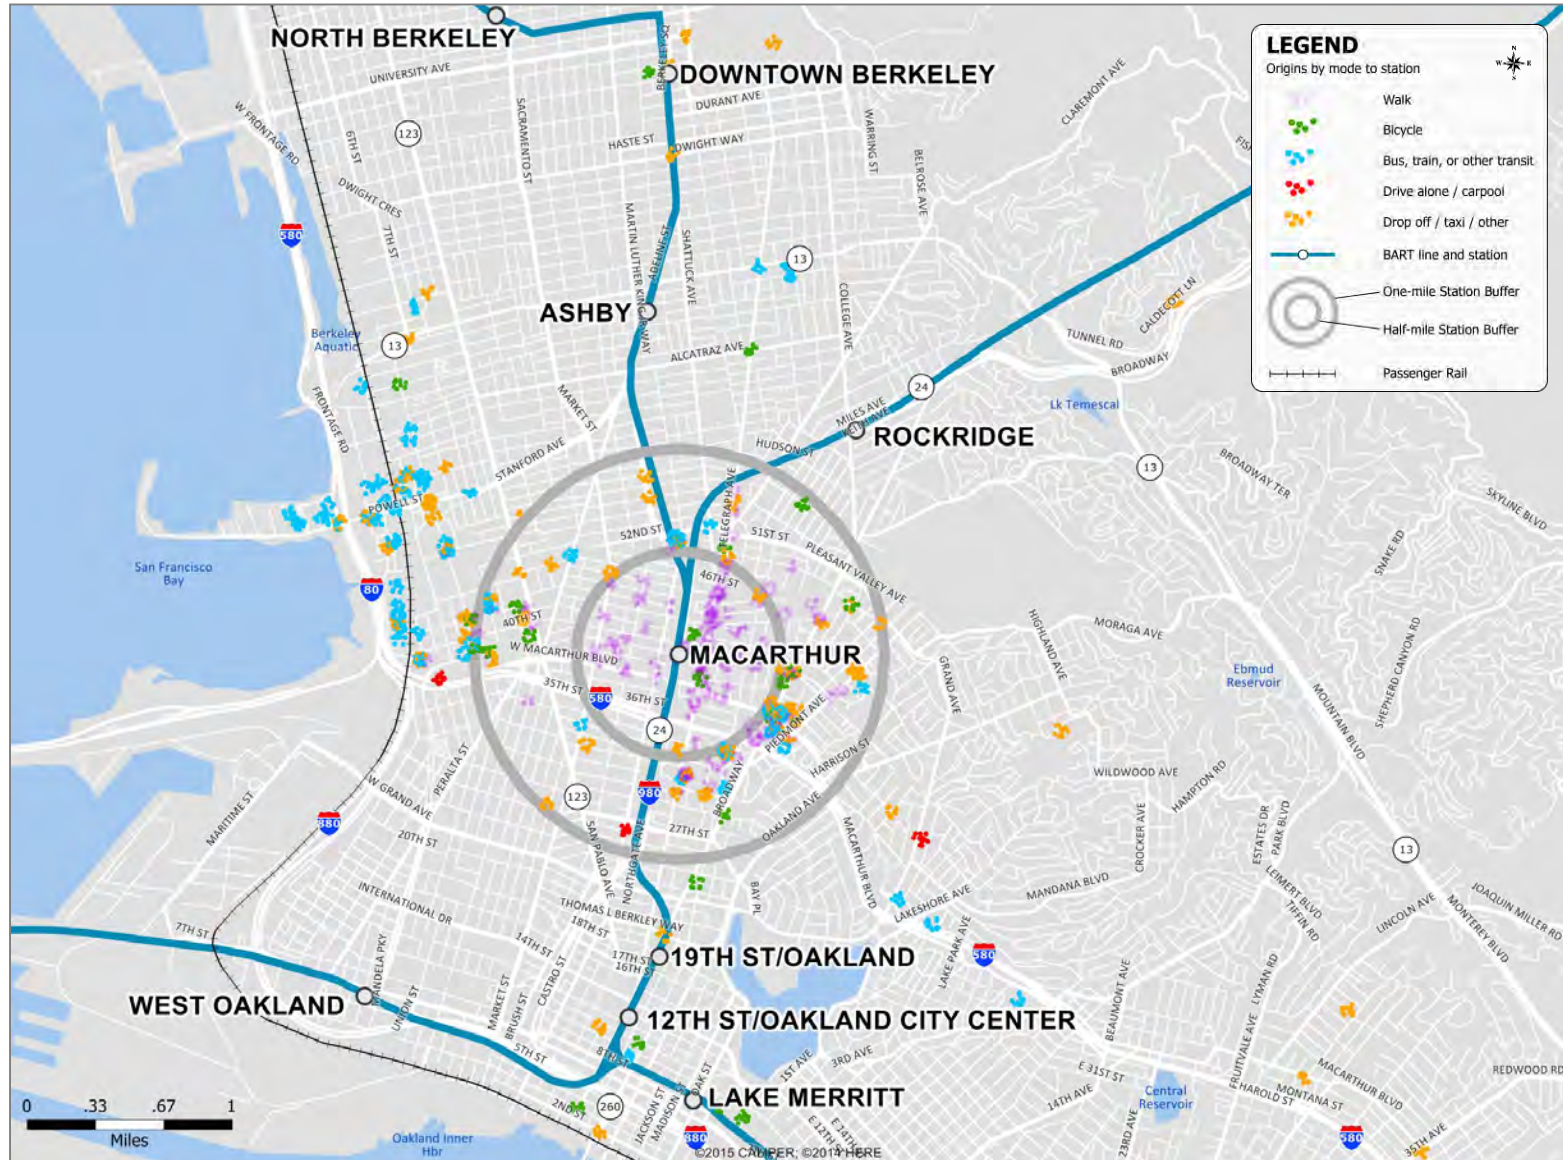 NORTH BERKELEY
DOWNTOWN BERKELEY
UNIVERSITY AVE
BERKELEY SQ
DURANT AVE
CLAREMONT AVE
W FRONTAGE RD
6TH ST
123
SACRAMENTO ST
HASTE ST
DWIGHT WAY
WARRING ST
BELROSE AVE
DWIGHT CRES
7TH ST
580
MARTIN LUTHER KING JR WAY
ADELINE ST
SHATTUCK AVE
13
COLLEGE AVE
ASHBY
Berkeley
Aquatic
13
ALCATRAZ AVE
CALDECOTT LN
TUNNEL RD
BROADWAY
24
FRONTAGE RD
MARKET ST
MILES AVE
KEITH AVE
Lk Temescal
ROCKRIDGE
HUDSON ST
STANFORD AVE
13
BROADWAY TER
SKYLINE BLVD
POWELL ST
TELEGRAPH AVE
52ND ST
51ST ST
PLEASANT VALLEY AVE
SNAKE RD
San Francisco
Bay
80
46TH ST
40TH ST
HIGHLAND AVE
MORAGA AVE
SHEPHERD CANYON RD
W MACARTHUR BLVD
MACARTHUR
GRAND AVE
Ebmud
Reservoir
35TH ST
580
36TH ST
MOUNTAIN BLVD
24
PIEDMONT AVE
HARRISON ST
PERALTA ST
WILDWOOD AVE
HAMPTON RD
W GRAND AVE
123
980
BROADWAY
MARITIME ST
880
20TH ST
27TH ST
OAKLAND AVE
MACARTHUR BLVD
CROCKER AVE
ESTATES DR
PARK BLVD
13
SAN PABLO AVE
NORTHGATE AVE
INTERNATIONAL DR
BAY PL
LAKESHORE AVE
MANDANA BLVD
LEIMERT BLVD
TIFFIN RD
LINCOLN AVE
JOAQUIN MILLER RD
MONTEREY BLVD
THOMAS L BERKLEY WAY
18TH ST
7TH ST
14TH ST
17TH ST
16TH ST
19TH ST/OAKLAND
LAKE PARK AVE
580
MANDELA PKY
CASTRO ST
BEAUMONT AVE
LYMAN RD
WEST OAKLAND
UNION ST
MARKET ST
BRUSH ST
12TH ST/OAKLAND CITY CENTER
5TH ST
8TH ST
1ST AVE
3RD AVE
E 31ST ST
FRUITVALE AVE
MACARTHUR BLVD
REDWOOD RD
HAROLD ST
MONTANA ST
2ND ST
260
JACKSON ST
MADISON ST
OAK ST
LAKE MERRITT
14TH AVE
Central
Reservoir
23RD AVE
E 12TH ST
E 14TH ST
880
580
35TH AVE
Oakland Inner
Hbr
0 .33 .67 1
Miles
©2015 CALIPER; ©2014 HERE
LEGEND
Origins by mode to station
N
W E
S
Walk
Bicycle
Bus, train, or other transit
Drive alone / carpool
Drop off / taxi / other
BART line and station
One-mile Station Buffer
Half-mile Station Buffer
Passenger Rail